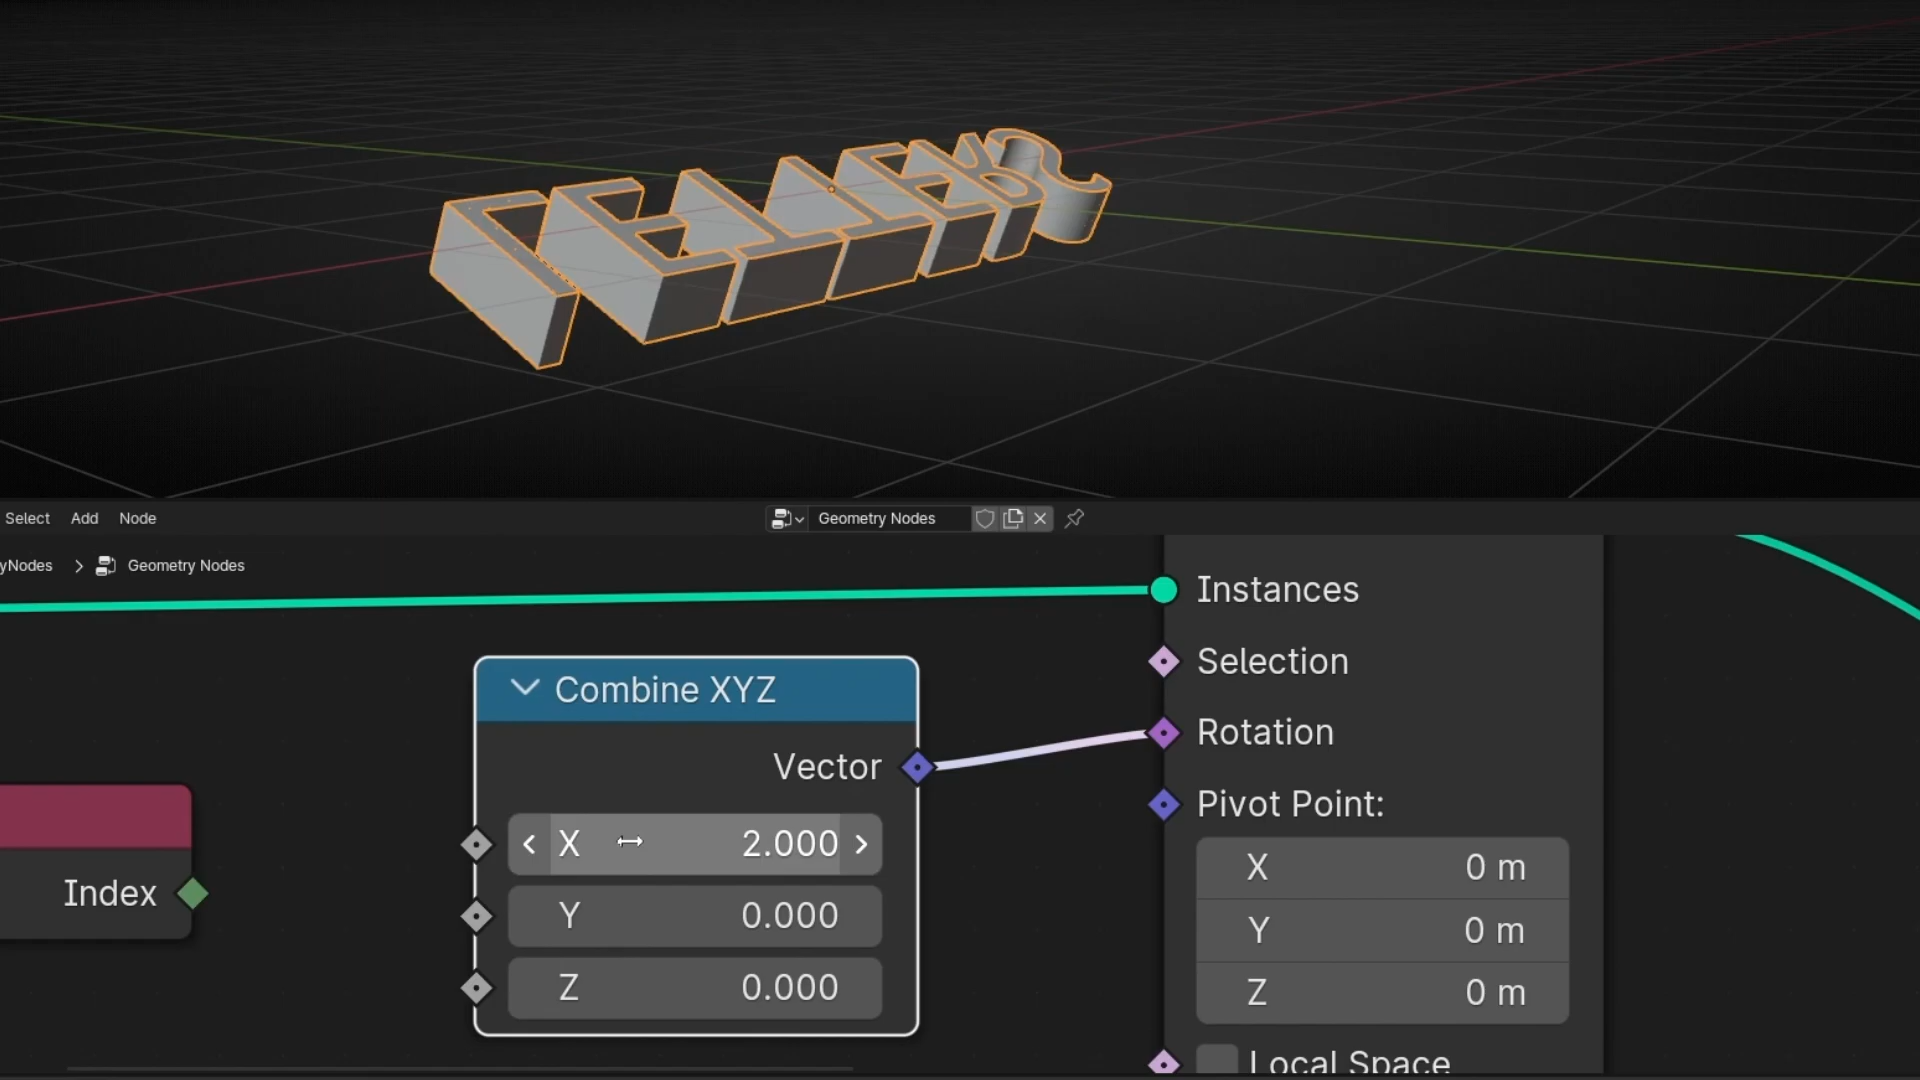 Select Add Node
Geometry Nodes
yNodes > Geometry Nodes
Instances
Selection
Combine XYZ
Rotation
Vector
Pivot Point:
X 2.000
X 0 m
Index
Y 0.000
Y 0 m
Z 0.000
Z 0 m
Local Space